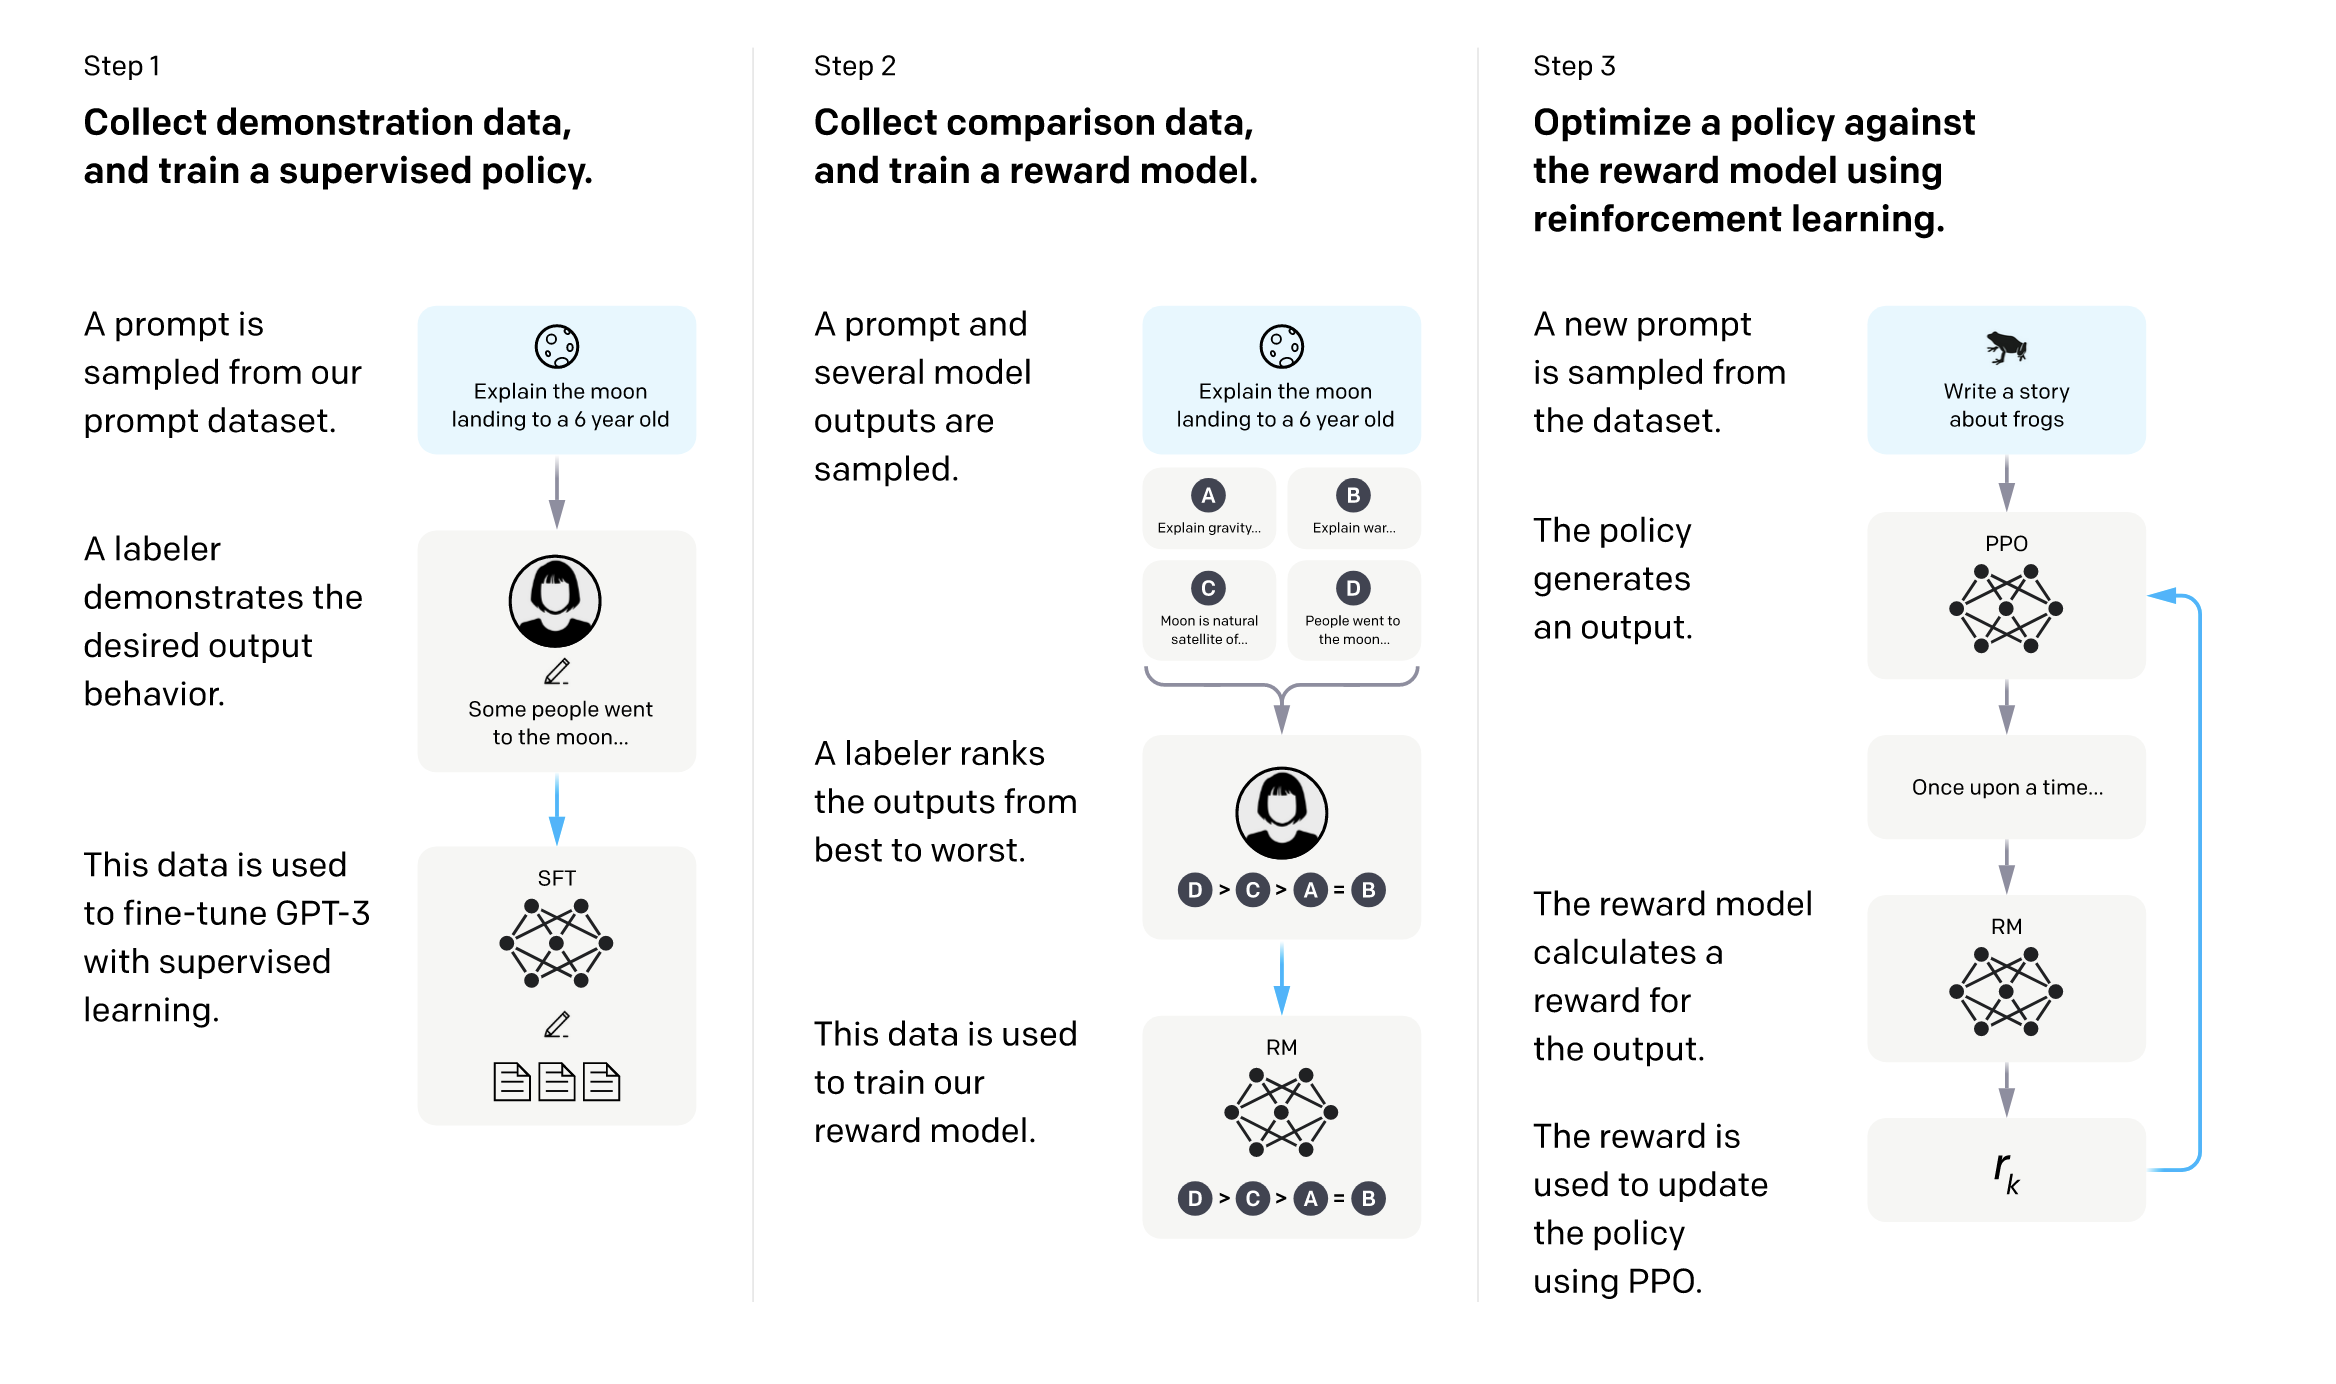 Step 1
Collect demonstration data,
and train a supervised policy.
A prompt is
sampled from our
prompt dataset.
Explain the moon
landing to a 6 year old
A labeler
demonstrates the
desired output
behavior.
Some people went
to the moon...
This data is used
to fine-tune GPT-3
with supervised
learning.
SFT
Step 2
Collect comparison data,
and train a reward model.
A prompt and
several model
outputs are
sampled.
Explain the moon
landing to a 6 year old
A
Explain gravity...
B
Explain war...
C
Moon is natural
satellite of...
D
People went to
the moon...
A labeler ranks
the outputs from
best to worst.
D > C > A = B
This data is used
to train our
reward model.
RM
D > C > A = B
Step 3
Optimize a policy against
the reward model using
reinforcement learning.
A new prompt
is sampled from
the dataset.
Write a story
about frogs
The policy
generates
an output.
PPO
Once upon a time...
The reward model
calculates a
reward for
the output.
RM
The reward is
used to update
the policy
using PPO.
r_k